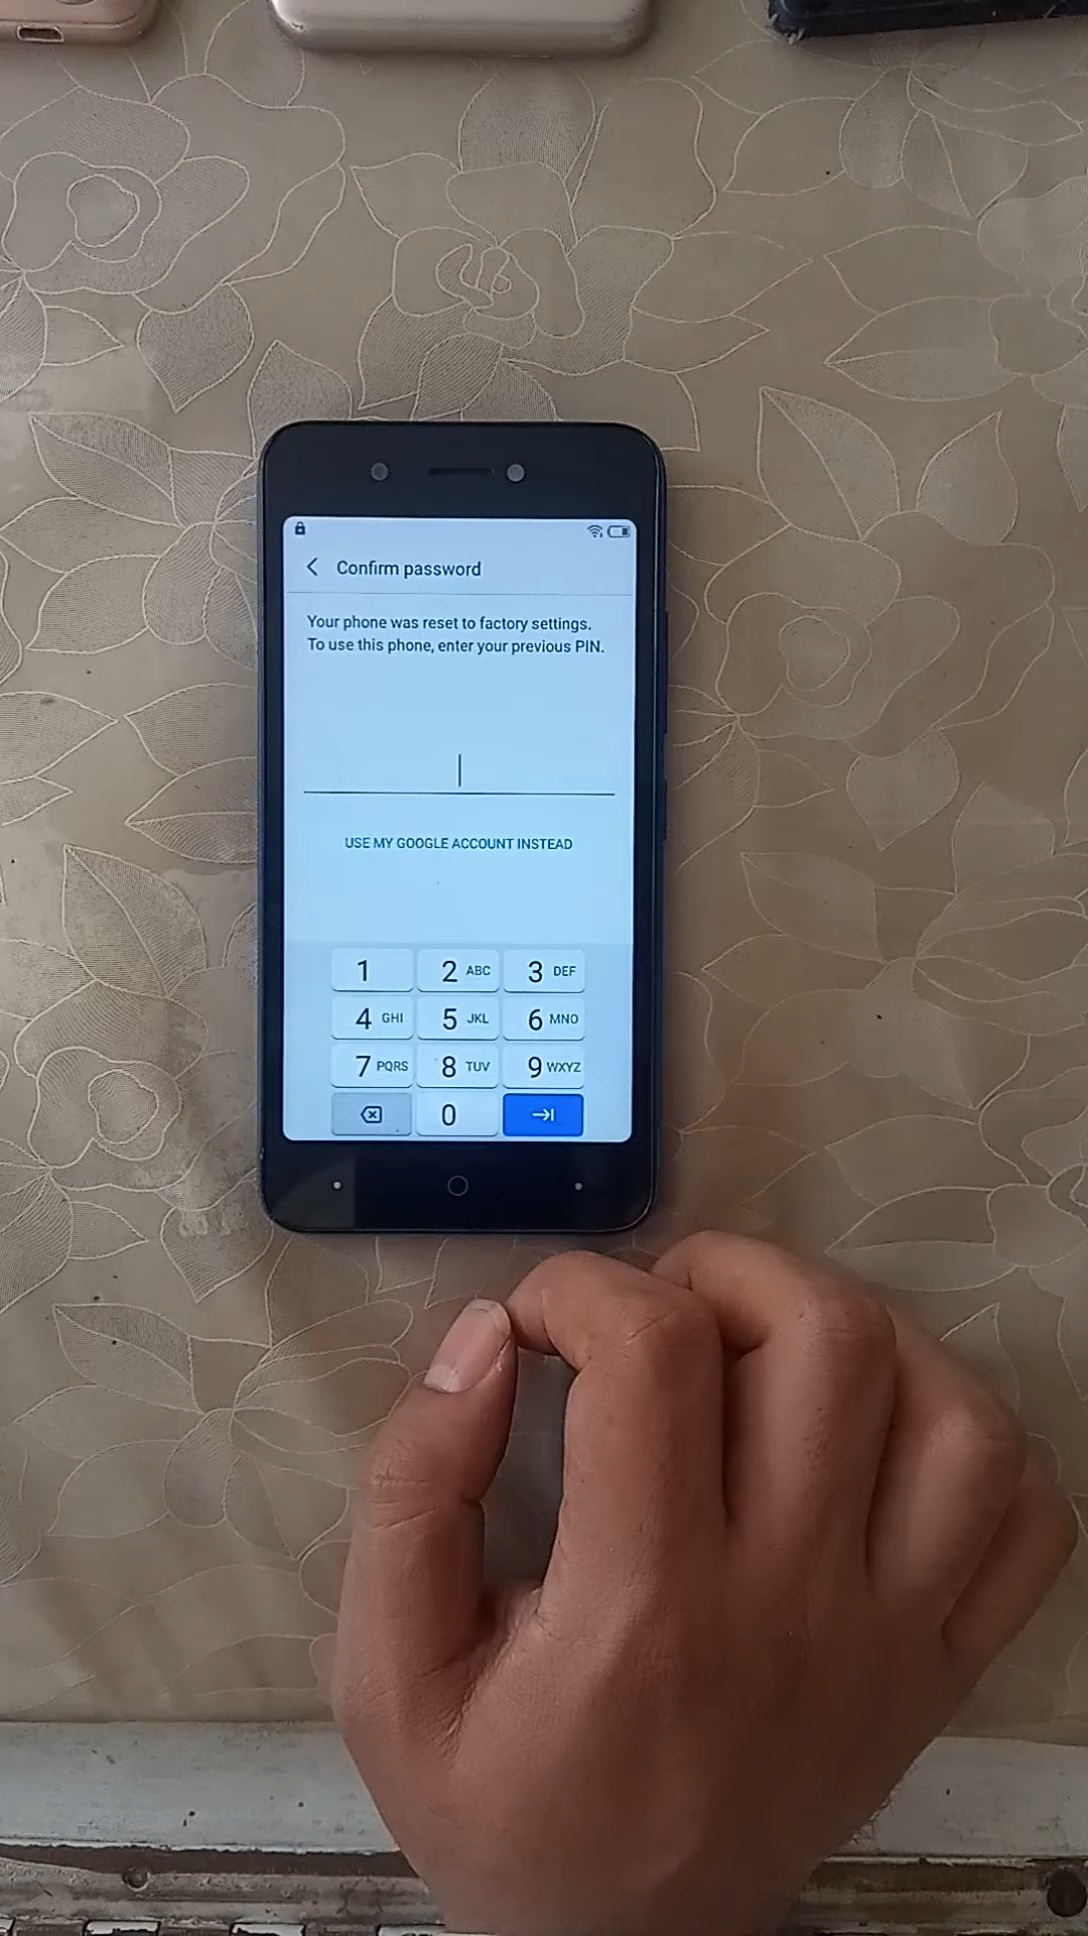 Confirm password
Your phone was reset to factory settings.
To use this phone, enter your previous PIN.
USE MY GOOGLE ACCOUNT INSTEAD
1 2 ABC 3 DEF
4 GHI 5 JKL 6 MNO
7 PQRS 8 TUV 9 WXYZ
0